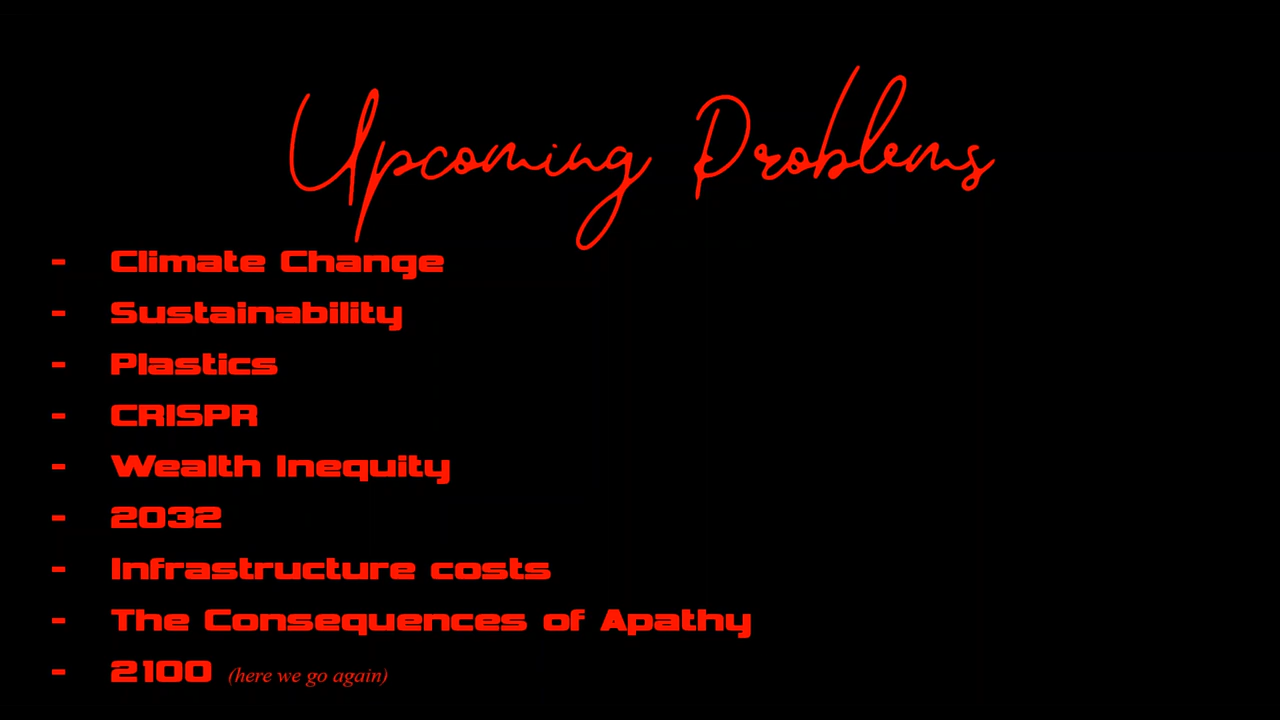 Upcoming Problems
- Climate Change
- Sustainability
- Plastics
- CRISPR
- Wealth Inequity
- 2032
- Infrastructure costs
- The Consequences of Apathy
- 2100 (here we go again)